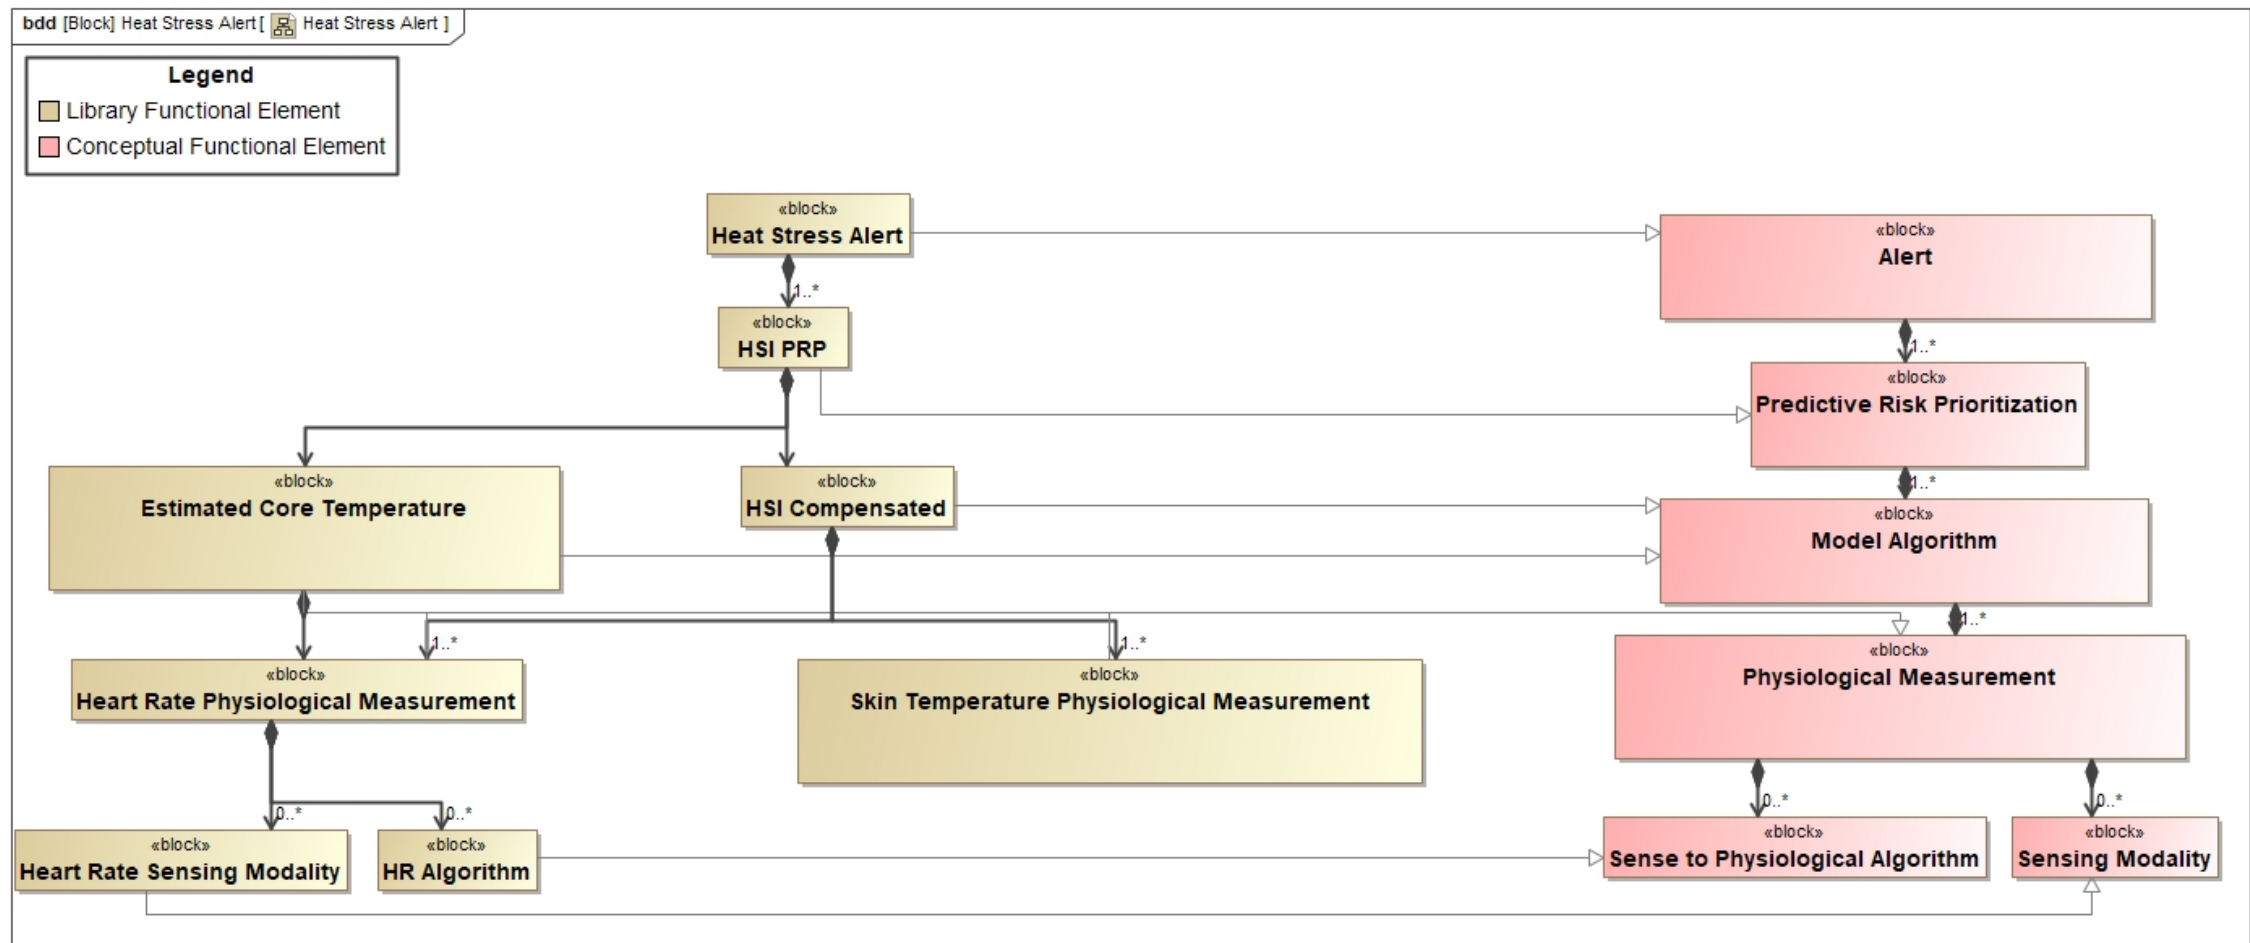 bdd [Block] Heat Stress Alert [ Heat Stress Alert ]
Legend
Library Functional Element
Conceptual Functional Element
«block»
Heat Stress Alert
«block»
Alert
1..*
«block»
HSI PRP
1..*
«block»
Predictive Risk Prioritization
«block»
Estimated Core Temperature
«block»
HSI Compensated
1..*
«block»
Model Algorithm
1..*
1..*
1..*
«block»
Heart Rate Physiological Measurement
«block»
Skin Temperature Physiological Measurement
«block»
Physiological Measurement
0..*
0..*
0..*
0..*
«block»
Heart Rate Sensing Modality
«block»
HR Algorithm
«block»
Sense to Physiological Algorithm
«block»
Sensing Modality